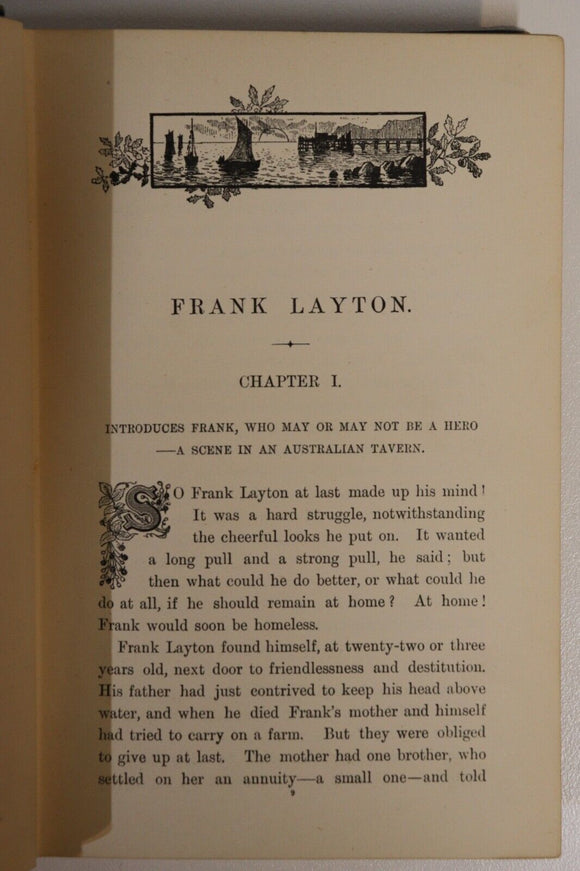 FRANK LAYTON.
CHAPTER I.
INTRODUCES FRANK, WHO MAY OR MAY NOT BE A HERO
—A SCENE IN AN AUSTRALIAN TAVERN.
SO Frank Layton at last made up his mind!
It was a hard struggle, notwithstanding
the cheerful looks he put on. It wanted
a long pull and a strong pull, he said; but
then what could he do better, or what could he
do at all, if he should remain at home? At home!
Frank would soon be homeless.
Frank Layton found himself, at twenty-two or three
years old, next door to friendlessness and destitution.
His father had just contrived to keep his head above
water, and when he died Frank's mother and himself
had tried to carry on a farm. But they were obliged
to give up at last. The mother had one brother, who
settled on her an annuity—a small one—and told
9